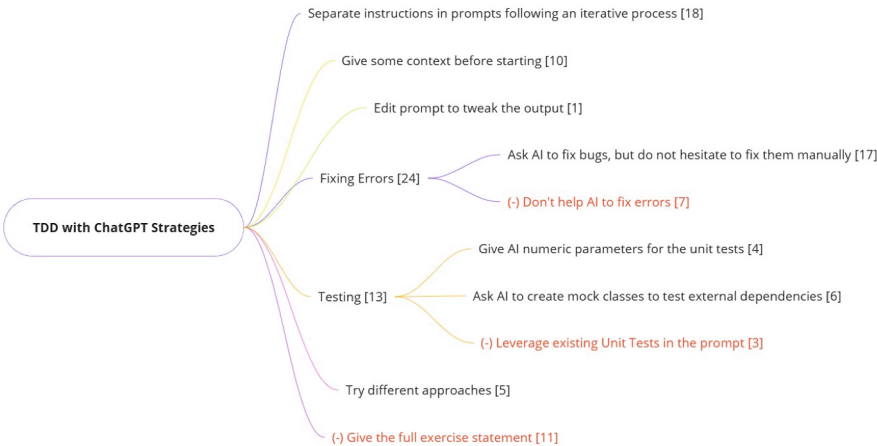 Separate instructions in prompts following an iterative process [18]
Give some context before starting [10]
Edit prompt to tweak the output [1]
Ask AI to fix bugs, but do not hesitate to fix them manually [17]
Fixing Errors [24]
(-) Don't help AI to fix errors [7]
TDD with ChatGPT Strategies
Give AI numeric parameters for the unit tests [4]
Testing [13]
Ask AI to create mock classes to test external dependencies [6]
(-) Leverage existing Unit Tests in the prompt [3]
Try different approaches [5]
(-) Give the full exercise statement [11]